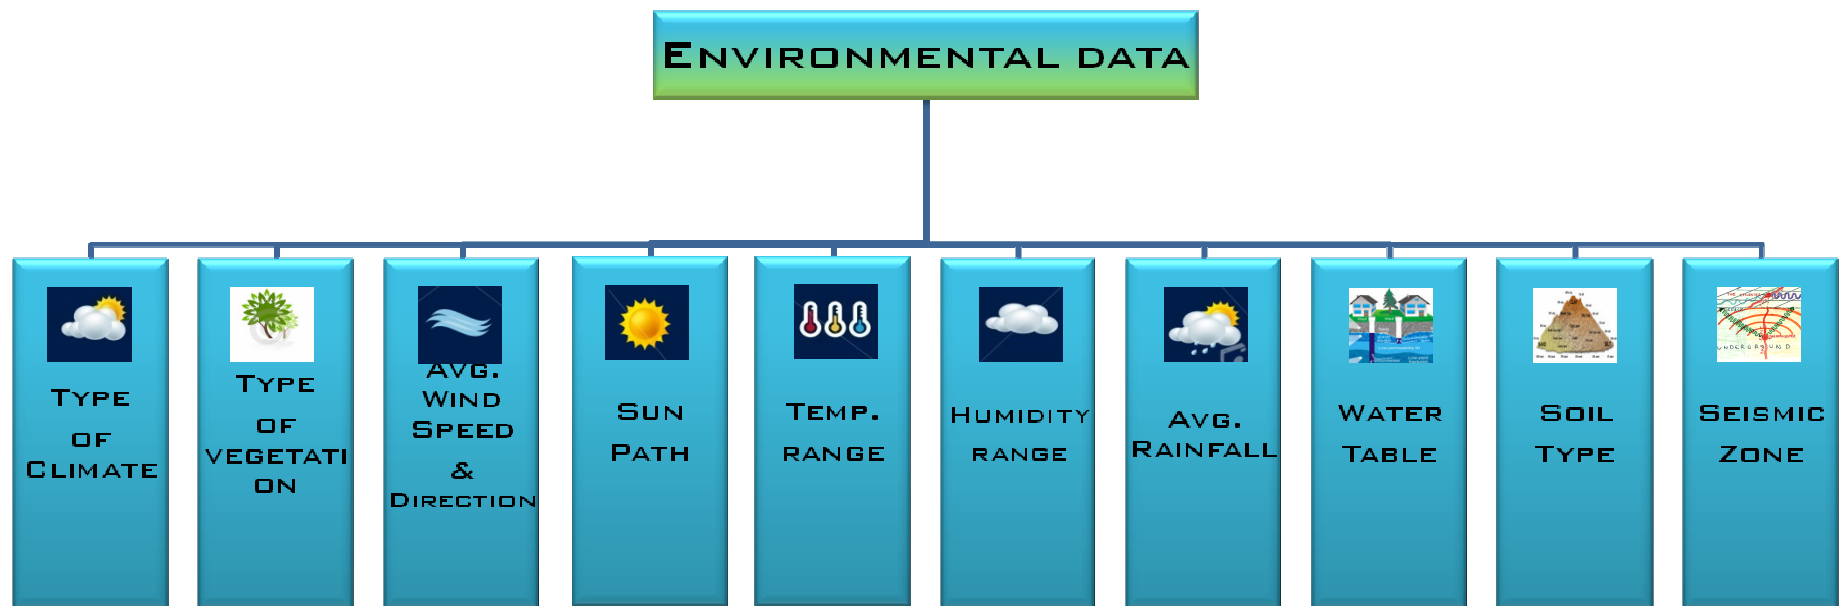 Environmental data
Type
of
Climate
Type
of
vegetati
on
Avg.
Wind
Speed
&
Direction
Sun
Path
Temp.
range
Humidity
range
Avg.
Rainfall
Water
Table
Soil
Type
Underground
Seismic
Zone